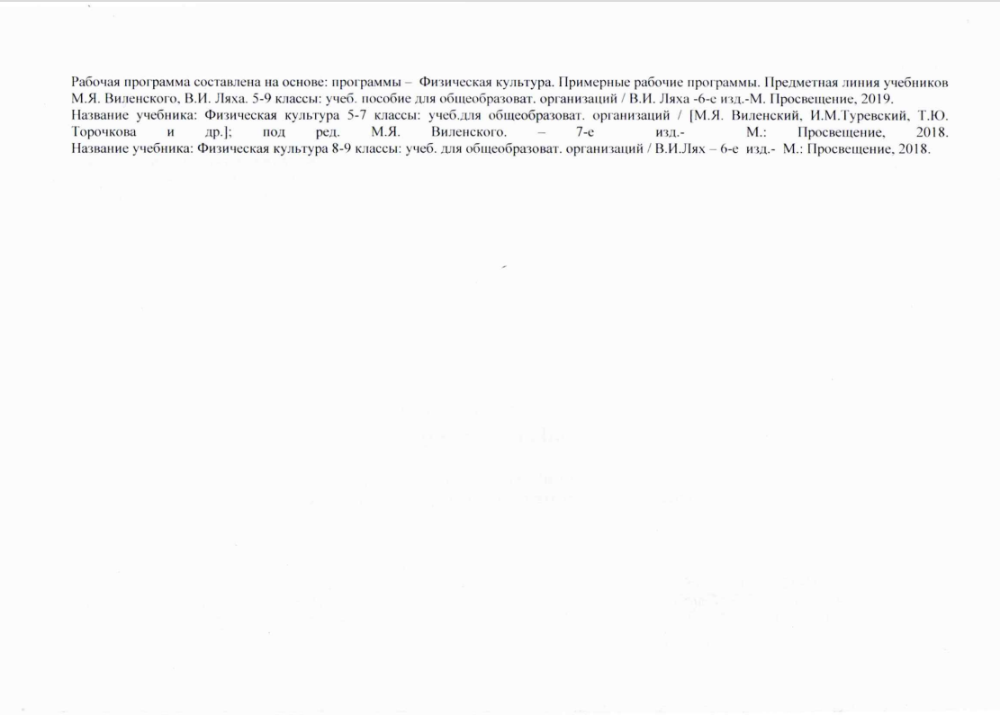 Рабочая программа составлена на основе: программы – Физическая культура. Примерные рабочие программы. Предметная линия учебников
М.Я. Виленского, В.И. Ляха. 5-9 классы: учеб. пособие для общеобразоват. организаций / В.И. Ляха -6-е изд.-М. Просвещение, 2019.
Название учебника: Физическая культура 5-7 классы: учеб.для общеобразоват. организаций / [М.Я. Виленский, И.М.Туревский, Т.Ю.
Торочкова и др.]; под ред. М.Я. Виленского. – 7-е изд.- М.: Просвещение, 2018.
Название учебника: Физическая культура 8-9 классы: учеб. для общеобразоват. организаций / В.И.Лях – 6-е изд.- М.: Просвещение, 2018.